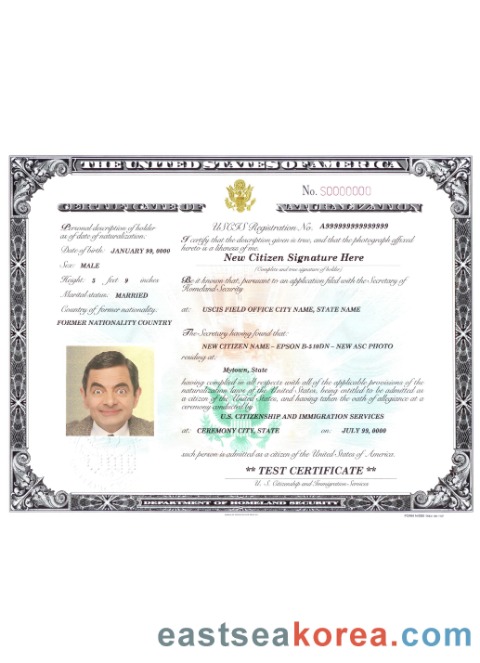 THE UNITED STATES OF AMERICA
No. S0000000
CERTIFICATE OF NATURALIZATION
Personal description of holder
as of date of naturalization:
Date of birth: JANUARY 99, 0000
Sex: MALE
Height: 5 feet 9 inches
Marital status: MARRIED
Country of former nationality:
FORMER NATIONALITY COUNTRY
USCIS Registration No. A999999999999999
I certify that the description given is true, and that the photograph affixed
hereto is a likeness of me.
New Citizen Signature Here
(Complete and true signature of holder)
Be it known that, pursuant to an application filed with the Secretary of
Homeland Security
at: USCIS FIELD OFFICE CITY NAME, STATE NAME
The Secretary having found that:
NEW CITIZEN NAME - EPSON B-510DN - NEW ASC PHOTO
residing at:
Mytown, State
having complied in all respects with all of the applicable provisions of the
naturalization laws of the United States, being entitled to be admitted as
a citizen of the United States, and having taken the oath of allegiance at a
ceremony conducted by
U.S. CITIZENSHIP AND IMMIGRATION SERVICES
at: CEREMONY CITY, STATE on: JULY 99, 0000
such person is admitted as a citizen of the United States of America.
** TEST CERTIFICATE **
U. S. Citizenship and Immigration Services
DEPARTMENT OF HOMELAND SECURITY
eastseakorea.com